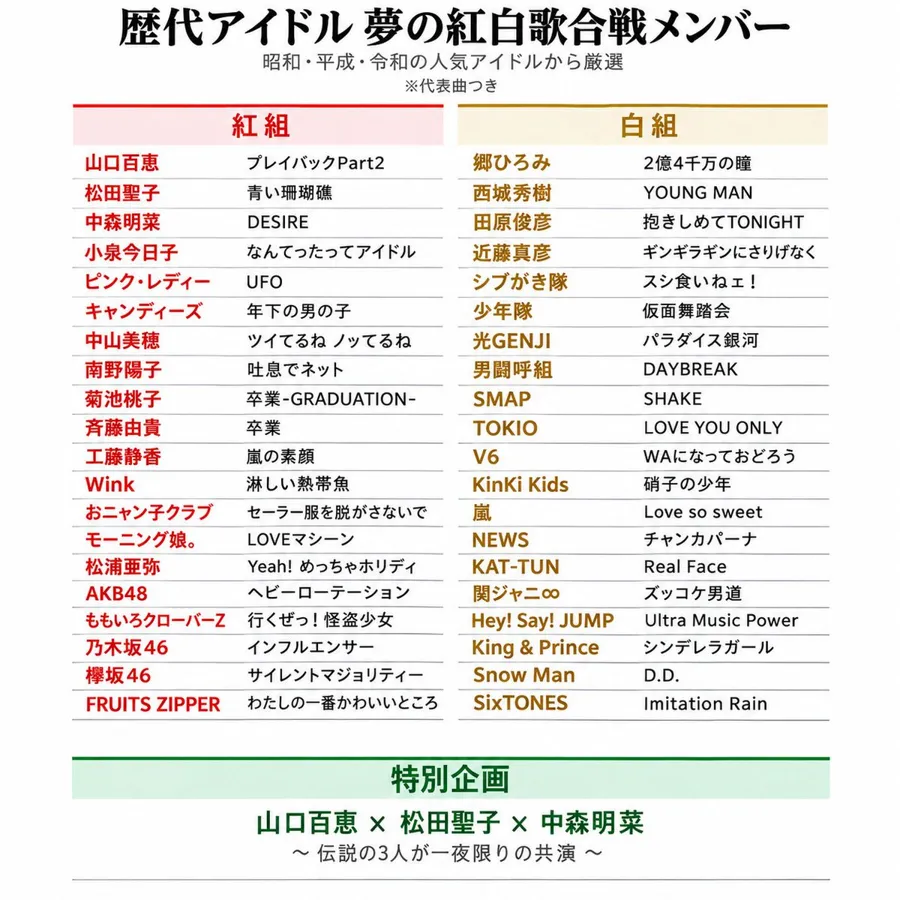 歴代アイドル 夢の紅白歌合戦メンバー
昭和・平成・令和の人気アイドルから厳選
※代表曲つき
紅組
山口百恵 プレイバックPart2
松田聖子 青い珊瑚礁
中森明菜 DESIRE
小泉今日子 なんてったってアイドル
ピンク・レディー UFO
キャンディーズ 年下の男の子
中山美穂 ツイてるね ノッてるね
南野陽子 吐息でネット
菊池桃子 卒業-GRADUATION-
斉藤由貴 卒業
工藤静香 嵐の素顔
Wink 淋しい熱帯魚
おニャン子クラブ セーラー服を脱がさないで
モーニング娘。 LOVEマシーン
松浦亜弥 Yeah! めっちゃホリディ
AKB48 ヘビーローテーション
ももいろクローバーZ 行くぜっ！怪盗少女
乃木坂46 インフルエンサー
欅坂46 サイレントマジョリティー
FRUITS ZIPPER わたしの一番かわいいところ
白組
郷ひろみ 2億4千万の瞳
西城秀樹 YOUNG MAN
田原俊彦 抱きしめてTONIGHT
近藤真彦 ギンギラギンにさりげなく
シブがき隊 スシ食いねェ！
少年隊 仮面舞踏会
光GENJI パラダイス銀河
男闘呼組 DAYBREAK
SMAP SHAKE
TOKIO LOVE YOU ONLY
V6 WAになっておどろう
KinKi Kids 硝子の少年
嵐 Love so sweet
NEWS チャンカパーナ
KAT-TUN Real Face
関ジャニ∞ ズッコケ男道
Hey! Say! JUMP Ultra Music Power
King & Prince シンデレラガール
Snow Man D.D.
SixTONES Imitation Rain
特別企画
山口百恵 × 松田聖子 × 中森明菜
～ 伝説の3人が一夜限りの共演 ～